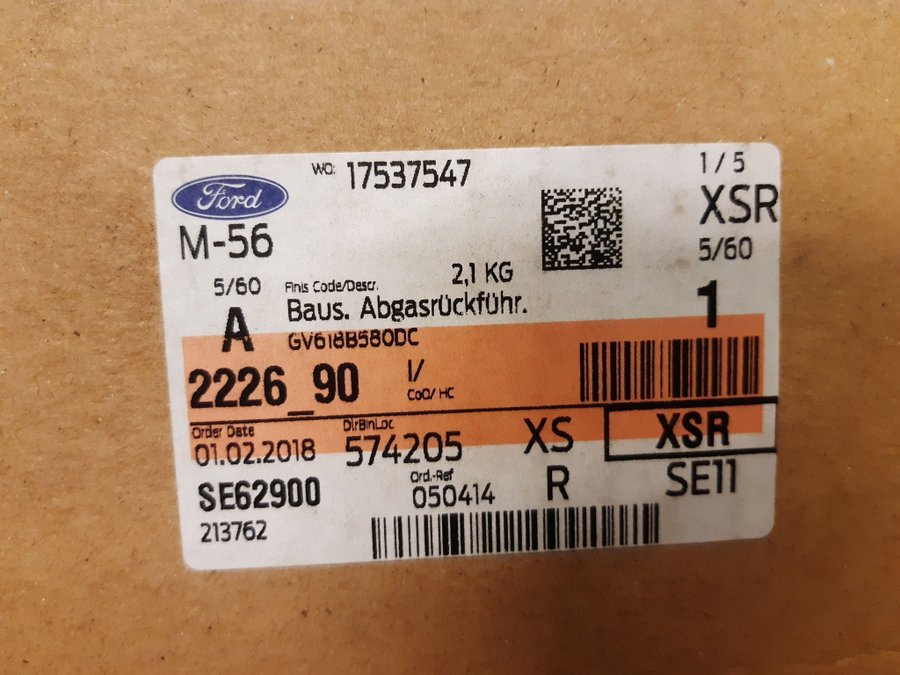 WO: 17537547
1/5
Ford
XSR
M-56
5/60
5/60
Finis Code/Descr.
2,1 KG
Baus. Abgasrückführ.
1
A
GV618B580DC
2226_90
I/
CoO/ HC
Order Date
DlrBinLoc
01.02.2018
574205
XS
XSR
SE62900
Ord.-Ref
050414
R
SE11
213762